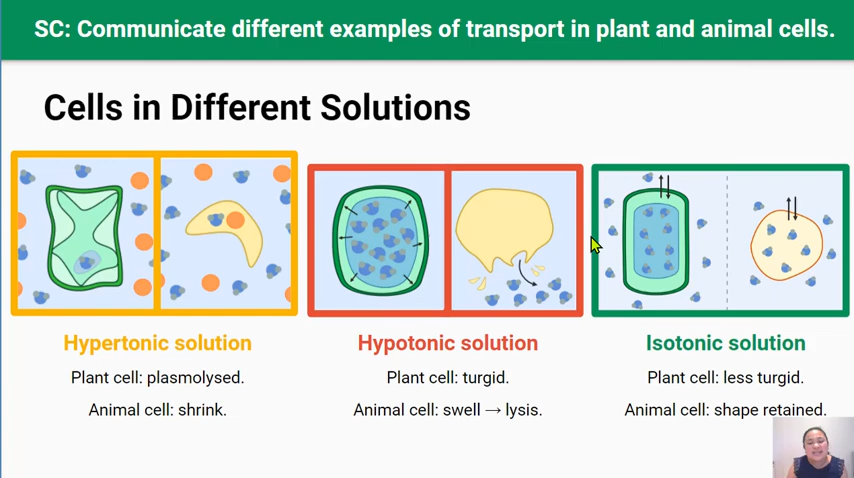 SC: Communicate different examples of transport in plant and animal cells.
Cells in Different Solutions
Hypertonic solution
Plant cell: plasmolysed.
Animal cell: shrink.
Hypotonic solution
Plant cell: turgid.
Animal cell: swell → lysis.
Isotonic solution
Plant cell: less turgid.
Animal cell: shape retained.